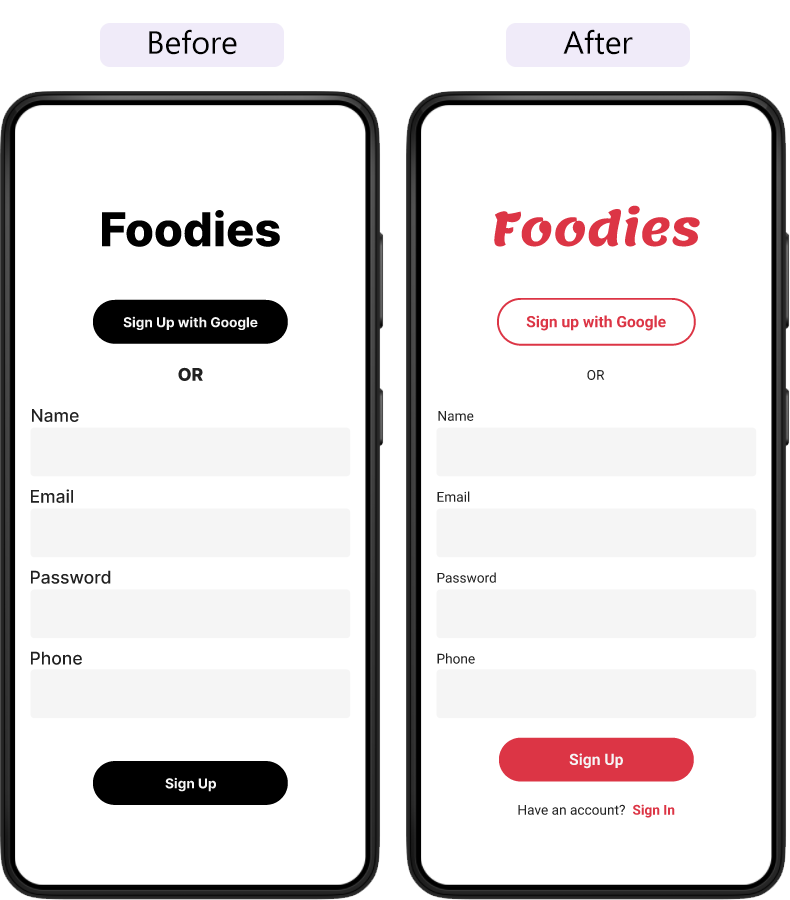 Before
Foodies
Sign Up with Google
OR
Name
Email
Password
Phone
Sign Up
After
Foodies
Sign up with Google
OR
Name
Email
Password
Phone
Sign Up
Have an account? Sign In